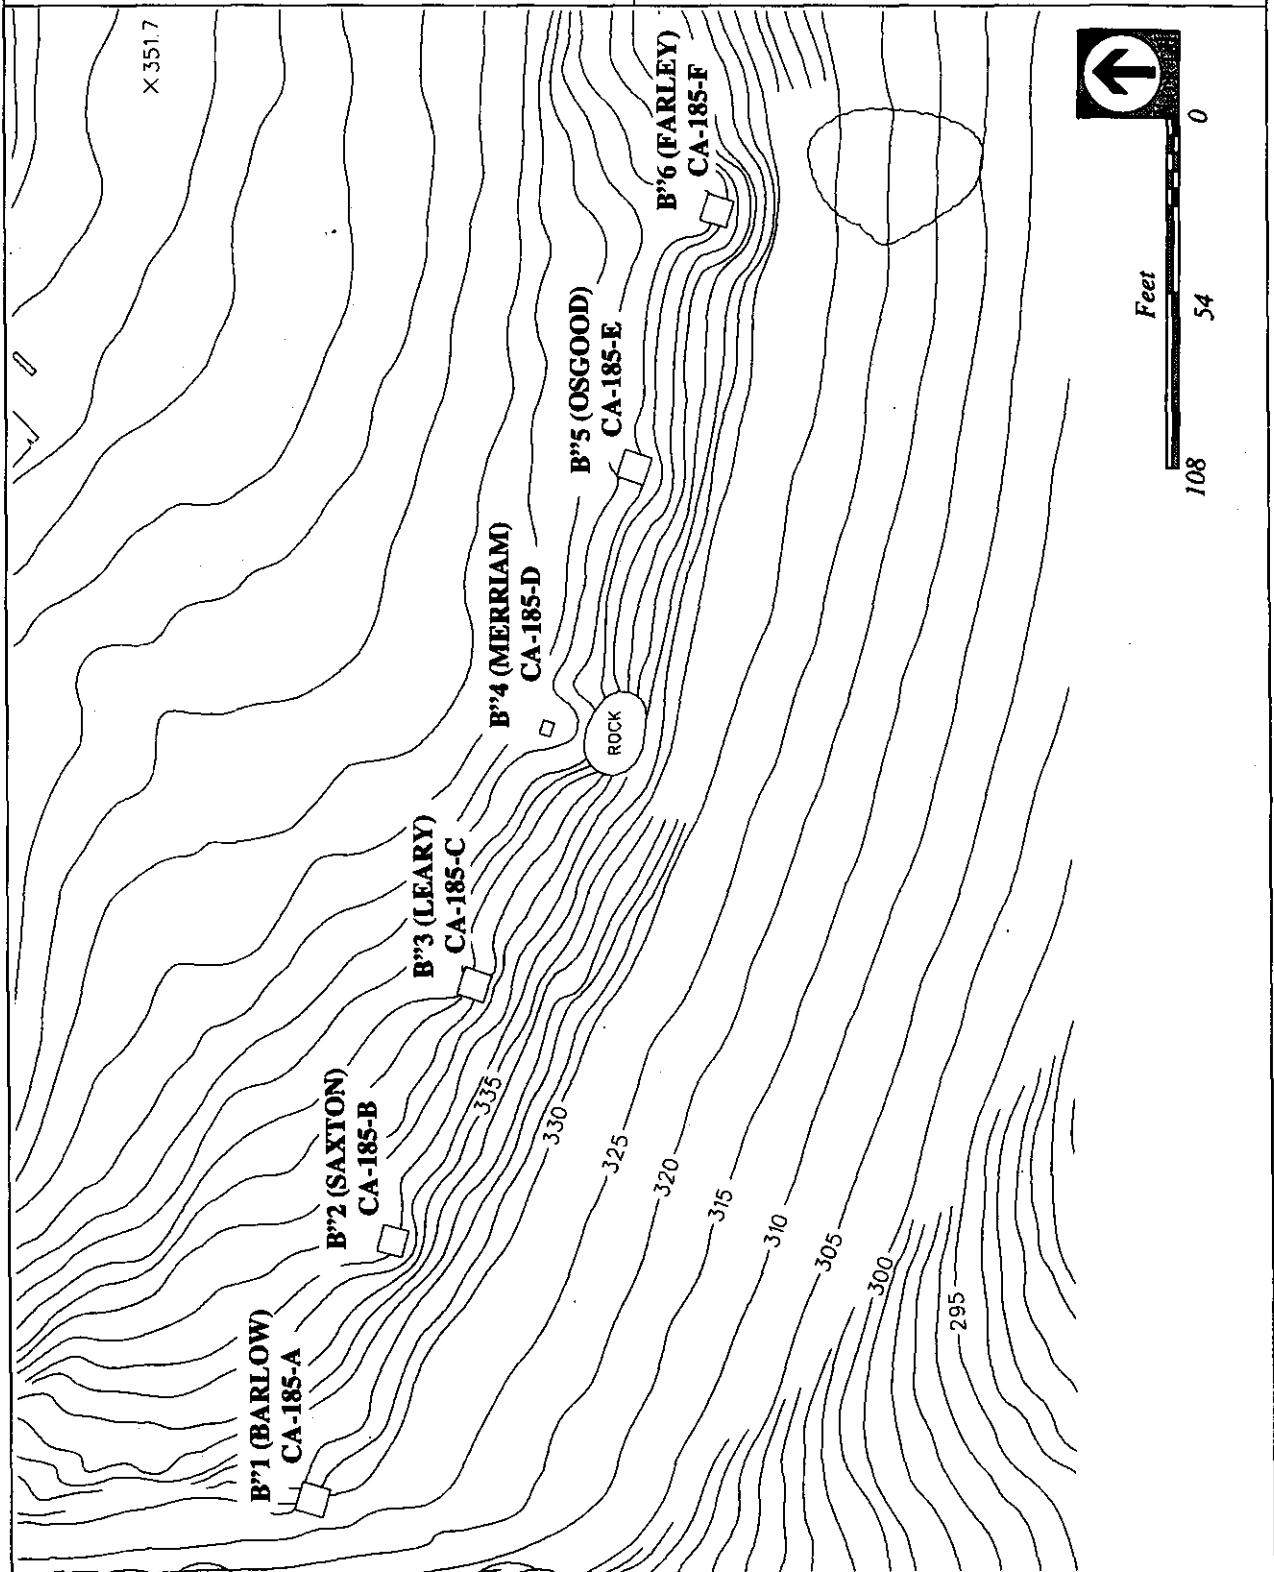 X 351.7
B”6 (FARLEY)
CA-185-F
B”5 (OSGOOD)
CA-185-E
B”4 (MERRIAM)
CA-185-D
ROCK
B”3 (LEARY)
CA-185-C
B”2 (SAXTON)
CA-185-B
B”1 (BARLOW)
CA-185-A
335
330
325
320
315
310
305
300
295
Feet
108
54
0